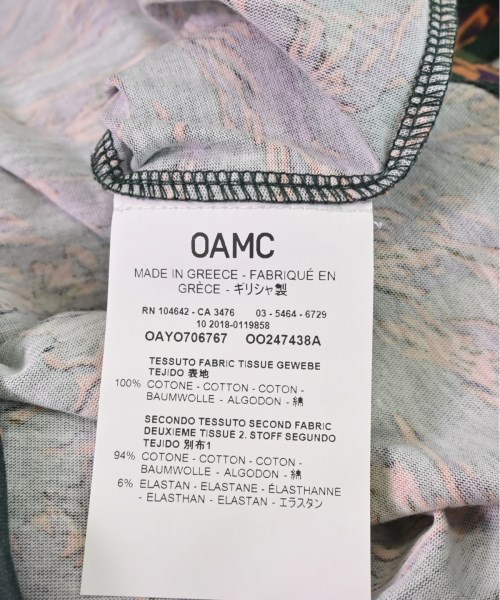 OAMC
MADE IN GREECE - FABRIQUÉ EN
GRÈCE - ギリシャ製
RN 104642 - CA 3476 03 - 5464 - 6729
10 2018-0119858
OAYO706767 OO247438A
TESSUTO FABRIC TISSUE GEWEBE
TEJIDO 表地
100% COTONE - COTTON - COTON -
BAUMWOLLE - ALGODON - 綿
SECONDO TESSUTO SECOND FABRIC
DEUXIEME TISSUE 2. STOFF SEGUNDO
TEJIDO 別布1
94% COTONE - COTTON - COTON -
BAUMWOLLE - ALGODON - 綿
6% ELASTAN - ELASTANE - ÉLASTHANNE
- ELASTHAN - ELASTAN - エラスタン